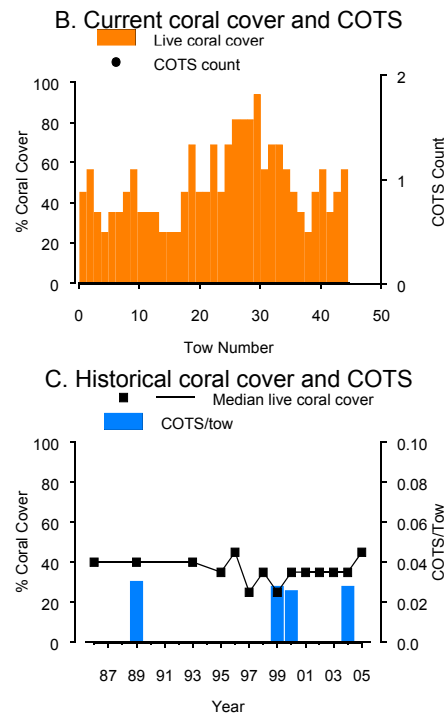 B. Current coral cover and COTS
Live coral cover
COTS count
100
80
60
40
20
0
% Coral Cover
2
1
0
COTS Count
0 10 20 30 40 50
Tow Number
C. Historical coral cover and COTS
Median live coral cover
COTS/tow
100
80
60
40
20
0
% Coral Cover
0.10
0.08
0.06
0.04
0.02
0.0
COTS/Tow
87 89 91 93 95 97 99 01 03 05
Year